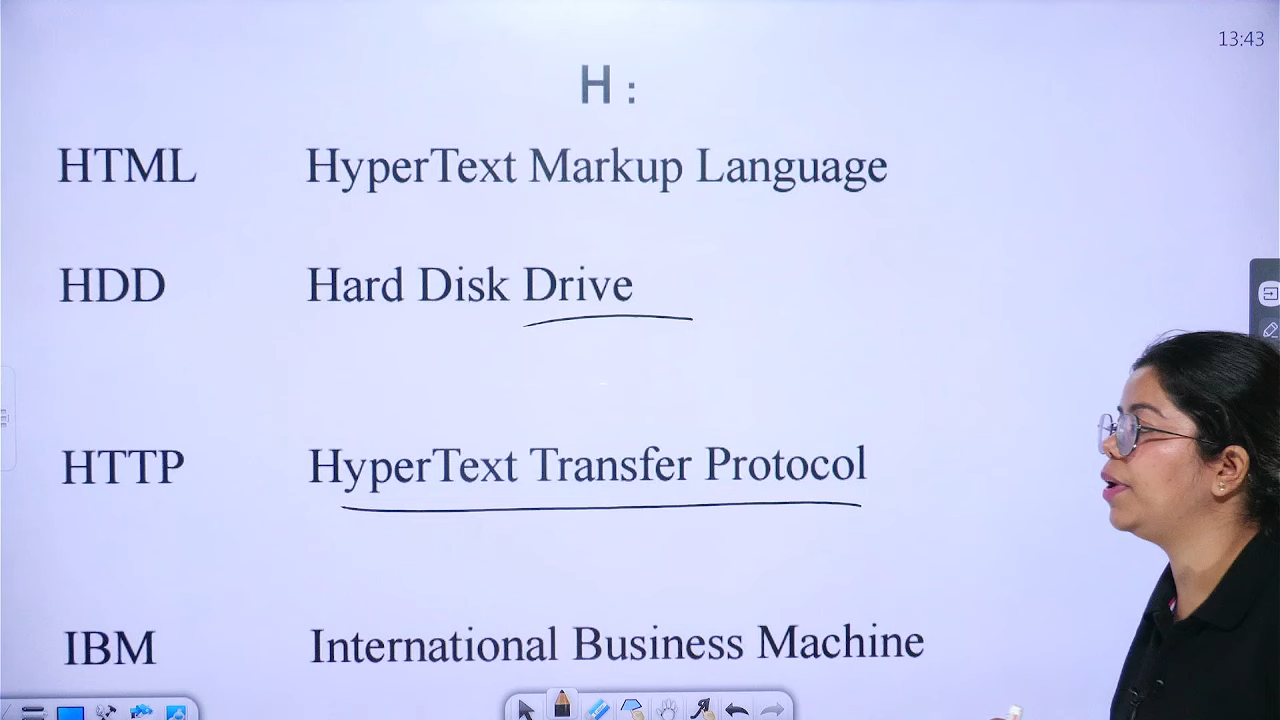 13:43
H :
HTML HyperText Markup Language
HDD Hard Disk Drive
HTTP HyperText Transfer Protocol
IBM International Business Machine